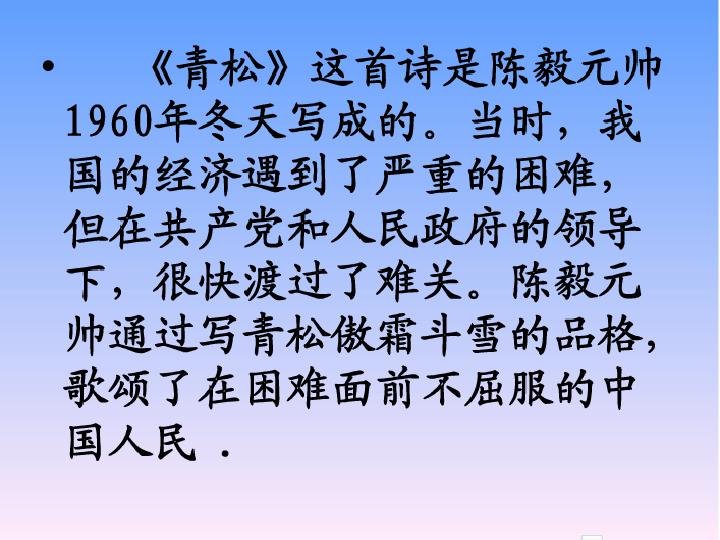 • 《青松》这首诗是陈毅元帅
1960年冬天写成的。当时，我
国的经济遇到了严重的困难，
但在共产党和人民政府的领导
下，很快渡过了难关。陈毅元
帅通过写青松傲霜斗雪的品格，
歌颂了在困难面前不屈服的中
国人民 .